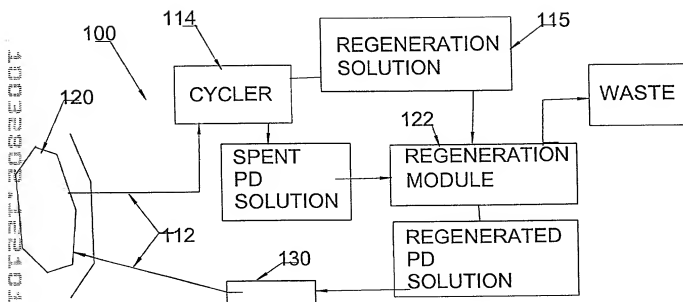 114
115
100
REGENERATION
SOLUTION
120
CYCLER
WASTE
122
SPENT
PD
SOLUTION
REGENERATION
MODULE
112
REGENERATED
PD
SOLUTION
130